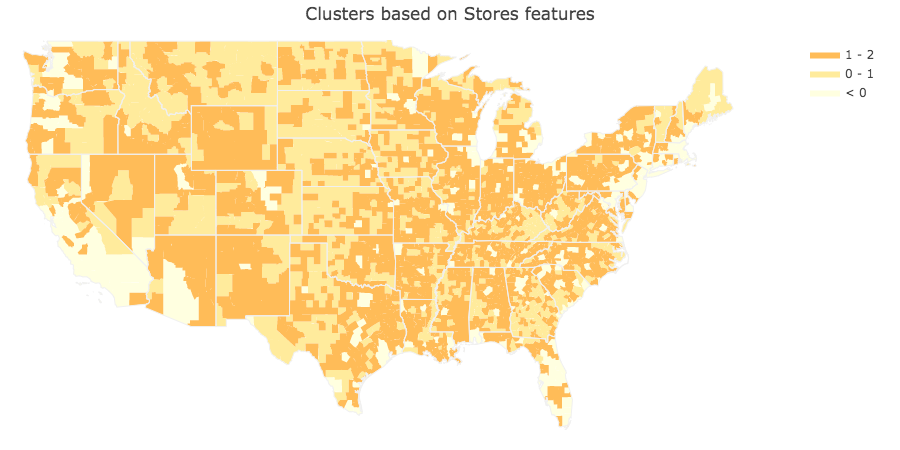 Clusters based on Stores features
1 - 2
0 - 1
< 0